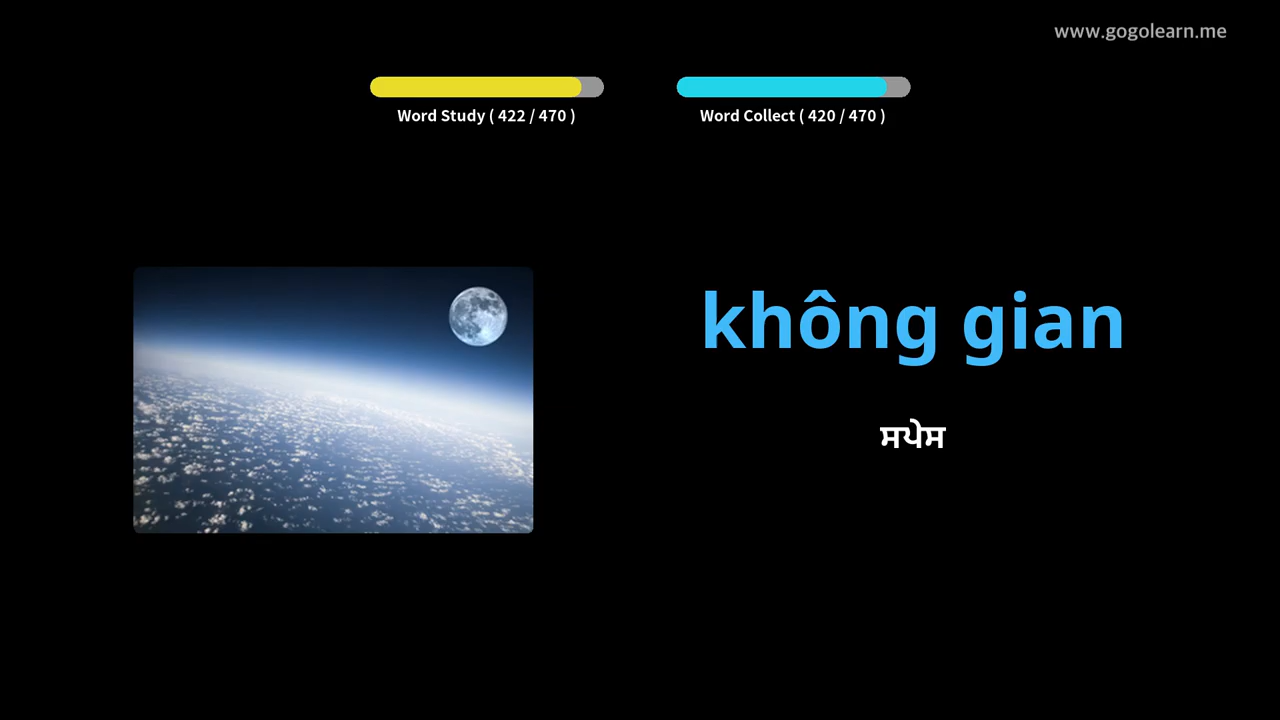 www.gogolearn.me
Word Study ( 422 / 470 )
Word Collect ( 420 / 470 )
không gian
ਸਪੇਸ